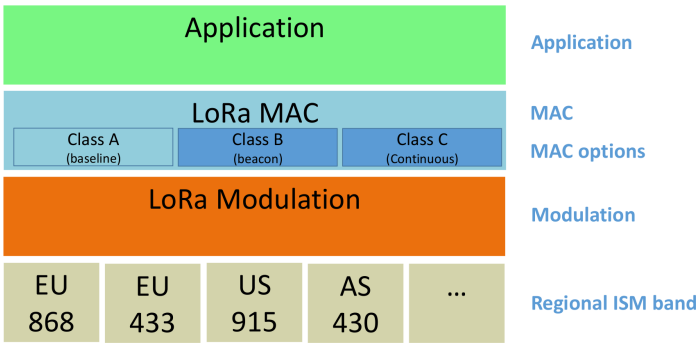 Application
Application
LoRa MAC
MAC
Class A
(baseline)
Class B
(beacon)
Class C
(Continuous)
MAC options
LoRa Modulation
Modulation
EU
868
EU
433
US
915
AS
430
...
Regional ISM band